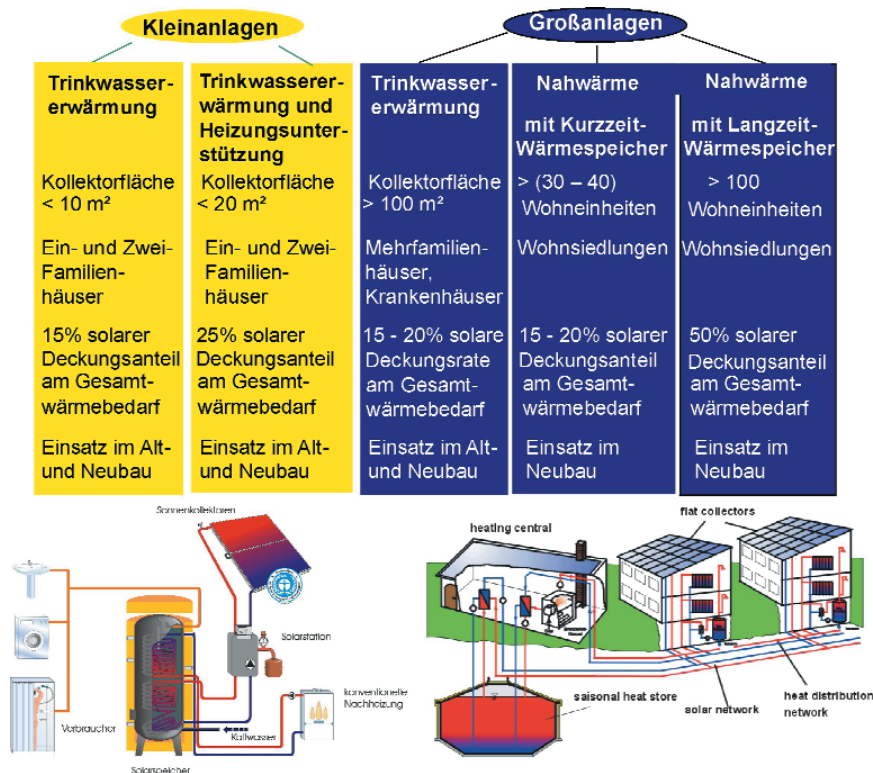 Kleinanlagen
Großanlagen
Trinkwasser-
erwärmung
Kollektorfläche
< 10 m²
Ein- und Zwei-
Familien-
häuser
15% solarer
Deckungsanteil
am Gesamt-
wärmebedarf
Einsatz im Alt-
und Neubau
Trinkwasserer-
wärmung und
Heizungsunter-
stützung
Kollektorfläche
< 20 m²
Ein- und Zwei-
Familien-
häuser
25% solarer
Deckungsanteil
am Gesamt-
wärmebedarf
Einsatz im Alt-
und Neubau
Trinkwasser-
erwärmung
Kollektorfläche
> 100 m²
Mehrfamilien-
häuser,
Krankenhäuser
15 - 20% solare
Deckungsrate
am Gesamt-
wärmebedarf
Einsatz im Alt-
und Neubau
Nahwärme
mit Kurzzeit-
Wärmespeicher
> (30 – 40)
Wohneinheiten
Wohnsiedlungen
15 - 20% solarer
Deckungsanteil
am Gesamt-
wärmebedarf
Einsatz im
Neubau
Nahwärme
mit Langzeit-
Wärmespeicher
> 100
Wohneinheiten
Wohnsiedlungen
50% solarer
Deckungsanteil
am Gesamt-
wärmebedarf
Einsatz im
Neubau
Sonnenkollektoren
Solarstation
konventionelle
Nachheizung
Verbraucher
Kaltwasser
Solarspeicher
flat collectors
heating central
saisonal heat store
solar network
heat distribution
network